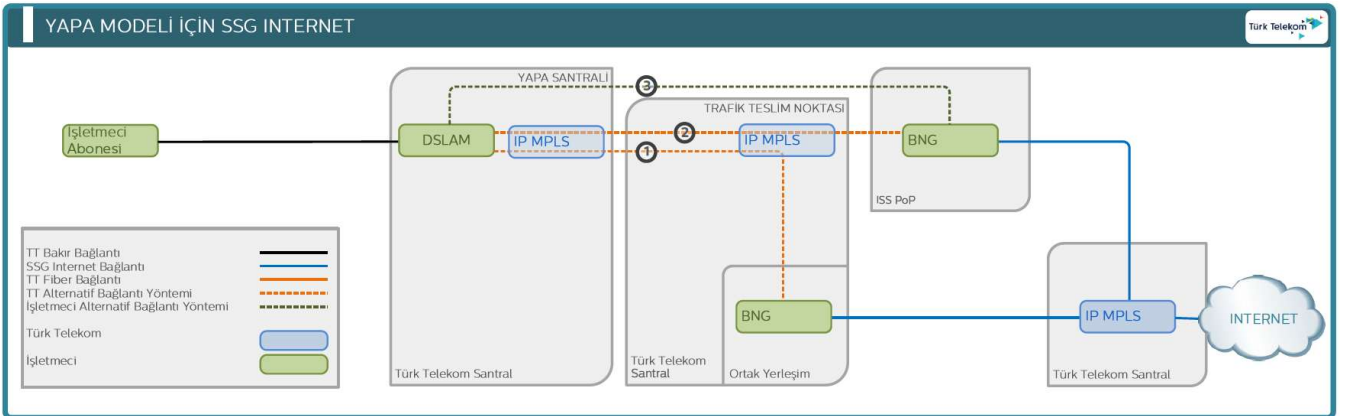 YAPA MODELİ İÇİN SSG INTERNET
Türk Telekom
YAPA SANTRALI
3
TRAFİK TESLİM NOKTASI
İşletmeci
Abonesi
DSLAM
IP MPLS
2
1
IP MPLS
BNG
ISS PoP
TT Bakır Bağlantı
SSG Internet Bağlantı
TT Fiber Bağlantı
TT Alternatif Bağlantı Yöntemi
İşletmeci Alternatif Bağlantı Yöntemi
Türk Telekom
İşletmeci
BNG
IP MPLS
INTERNET
Türk Telekom Santral
Türk Telekom
Santral
Ortak Yerleşim
Türk Telekom Santral